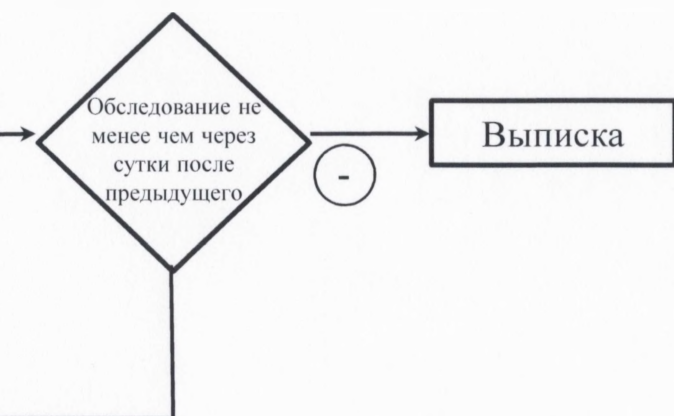 Обследование не
менее чем через
сутки после
предыдущего
Выписка
-